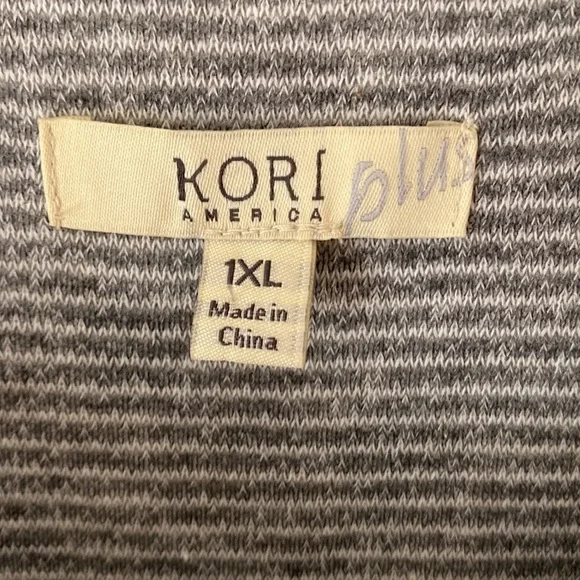 KORI plus
AMERICA
1XL
Made in
China